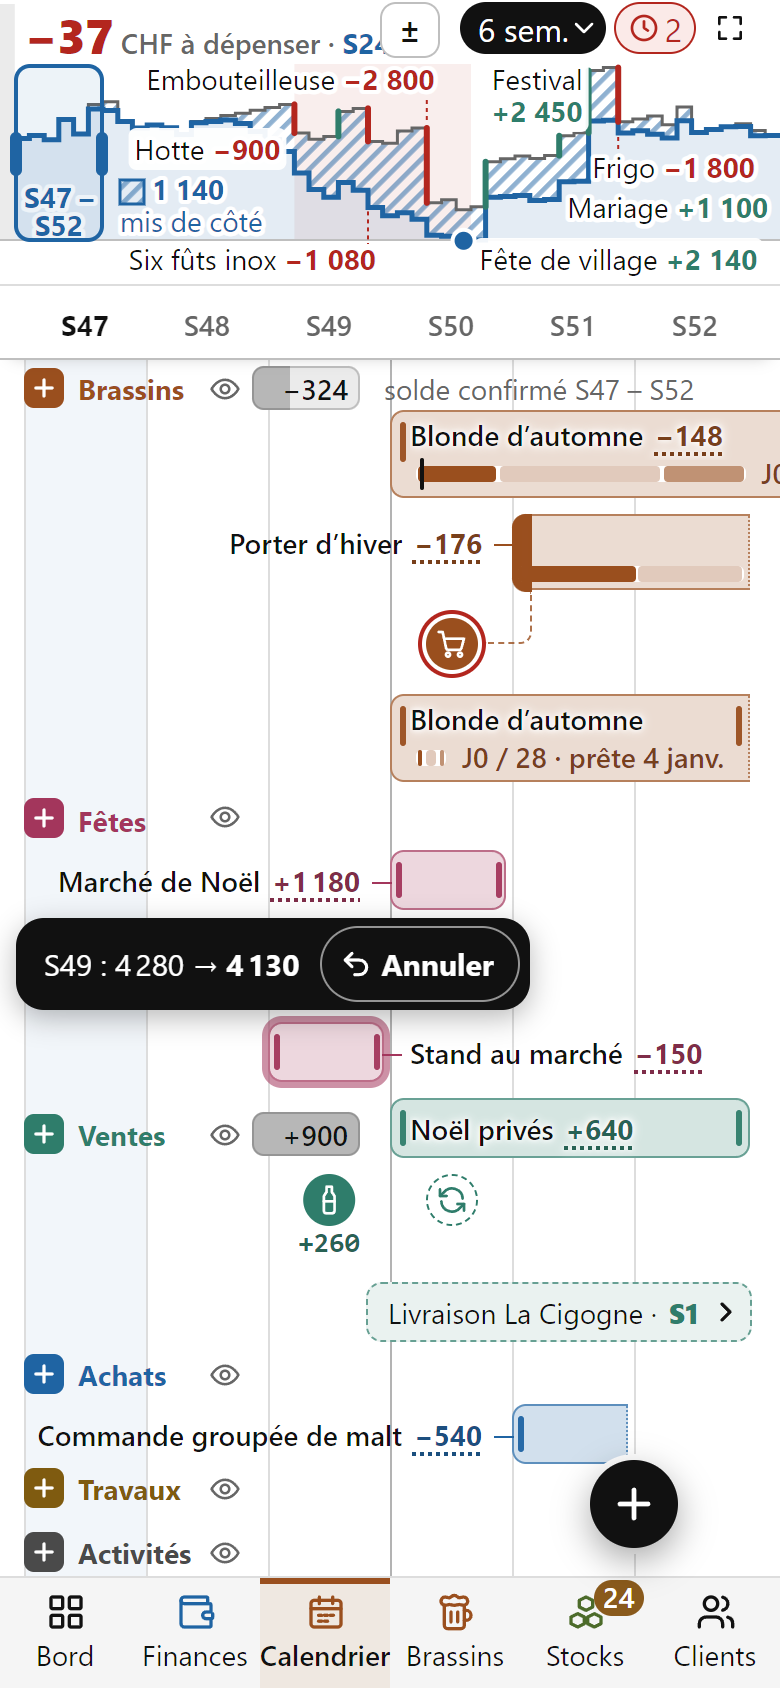 −37 CHF à dépenser · S24
±
6 sem.
2
Embouteilleuse −2 800
Festival
+2 450
Hotte −900
Frigo −1 800
S47 –
S52
1 140
mis de côté
Mariage +1 100
Six fûts inox −1 080
Fête de village +2 140
S47 S48 S49 S50 S51 S52
Brassins −324 solde confirmé S47 – S52
Blonde d’automne −148
J0
Porter d’hiver −176
Blonde d’automne
J0 / 28 · prête 4 janv.
Fêtes
Marché de Noël +1 180
S49 : 4 280 → 4 130 Annuler
Stand au marché −150
Ventes +900 Noël privés +640
+260
Livraison La Cigogne · S1
Achats
Commande groupée de malt −540
Travaux
Activités
24
Bord Finances Calendrier Brassins Stocks Clients